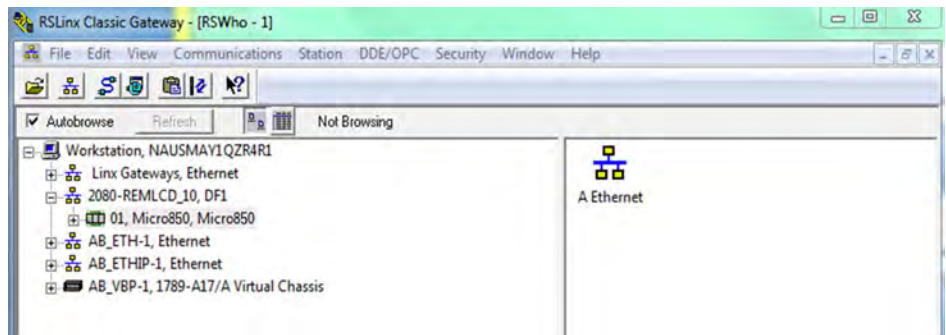 RSLinx Classic Gateway - [RSWho - 1]
File Edit View Communications Station DDE/OPC Security Window Help
Autobrowse Refresh Not Browsing
Workstation, NAUSMAY1QZR4R1
Linx Gateways, Ethernet
2080-REMLCD_10, DF1
01, Micro850, Micro850
AB_ETH-1, Ethernet
AB_ETHIP-1, Ethernet
AB_VBP-1, 1789-A17/A Virtual Chassis
A Ethernet